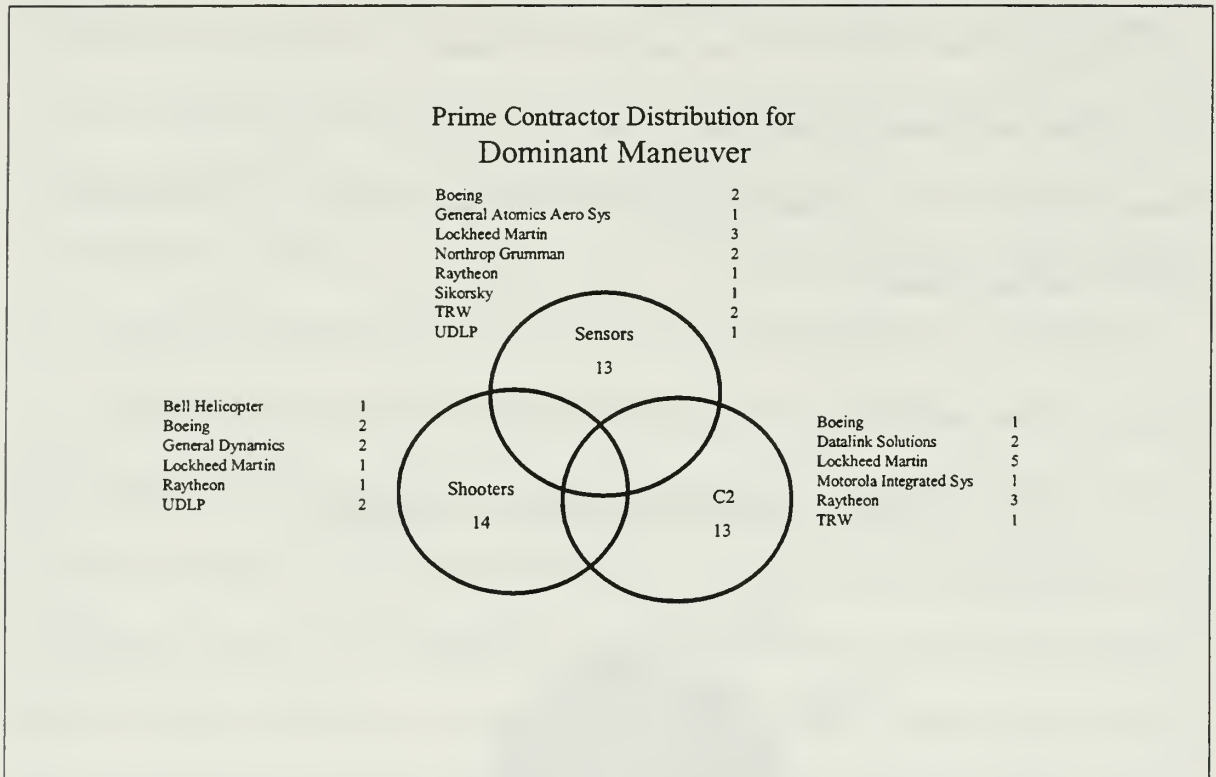 Prime Contractor Distribution for
Dominant Maneuver
Boeing 2
General Atomics Aero Sys 1
Lockheed Martin 3
Northrop Grumman 2
Raytheon 1
Sikorsky 1
TRW 2
UDLP 1
Sensors
13
Bell Helicopter 1
Boeing 2
General Dynamics 2
Lockheed Martin 1
Raytheon 1
UDLP 2
Shooters
14
C2
13
Boeing 1
Datalink Solutions 2
Lockheed Martin 5
Motorola Integrated Sys 1
Raytheon 3
TRW 1